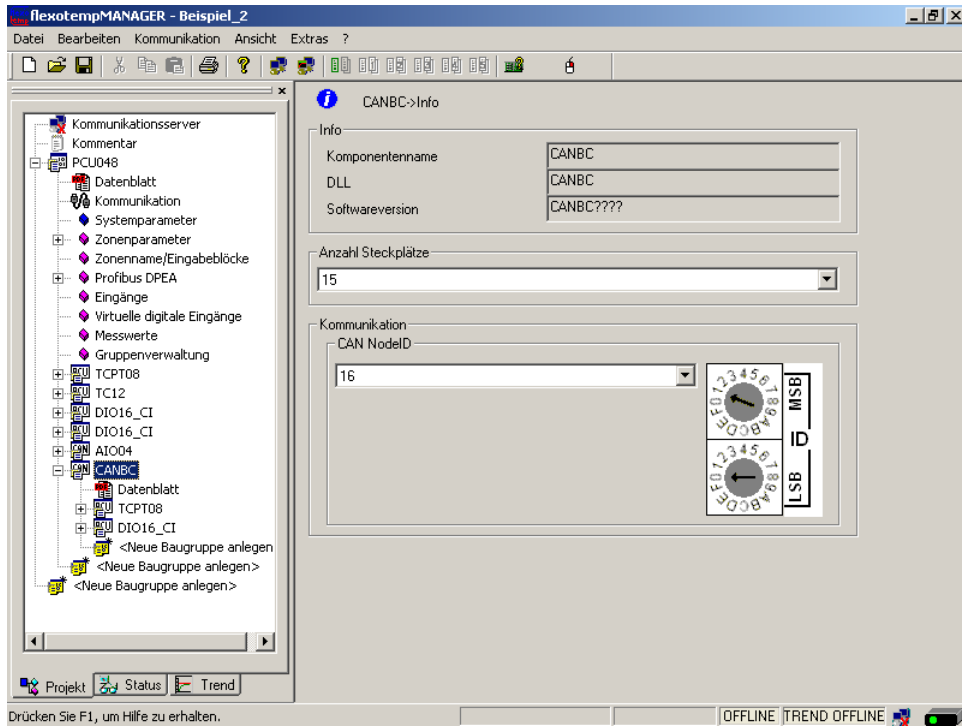 flexotempMANAGER - Beispiel_2
Datei Bearbeiten Kommunikation Ansicht Extras ?
Kommunikationsserver
Kommentar
PCU048
Datenblatt
Kommunikation
Systemparameter
Zonenparameter
Zonenname/Eingabeblöcke
Profibus DPEA
Eingänge
Virtuelle digitale Eingänge
Messwerte
Gruppenverwaltung
TCPT08
TC12
DIO16_CI
DIO16_CI
AIO04
CANBC
Datenblatt
TCPT08
DIO16_CI
<Neue Baugruppe anlegen
<Neue Baugruppe anlegen>
<Neue Baugruppe anlegen>
Projekt Status Trend
CANBC->Info
Info
Komponentenname CANBC
DLL CANBC
Softwareversion CANBC????
Anzahl Steckplätze
15
Kommunikation
CAN NodeID
16
0123456789ABCDEF
MSB
ID
0123456789ABCDEF
LSB
Drücken Sie F1, um Hilfe zu erhalten. OFFLINE TREND OFFLINE